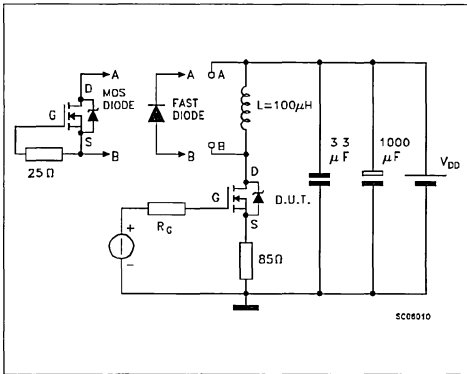 A
D
MOS
DIODE
G
S
B
25Ω
A
FAST
DIODE
B
A
L=100µH
B
D
G
D.U.T.
S
RG
+
-
85Ω
3.3
µF
1000
µF
VDD
SC06010